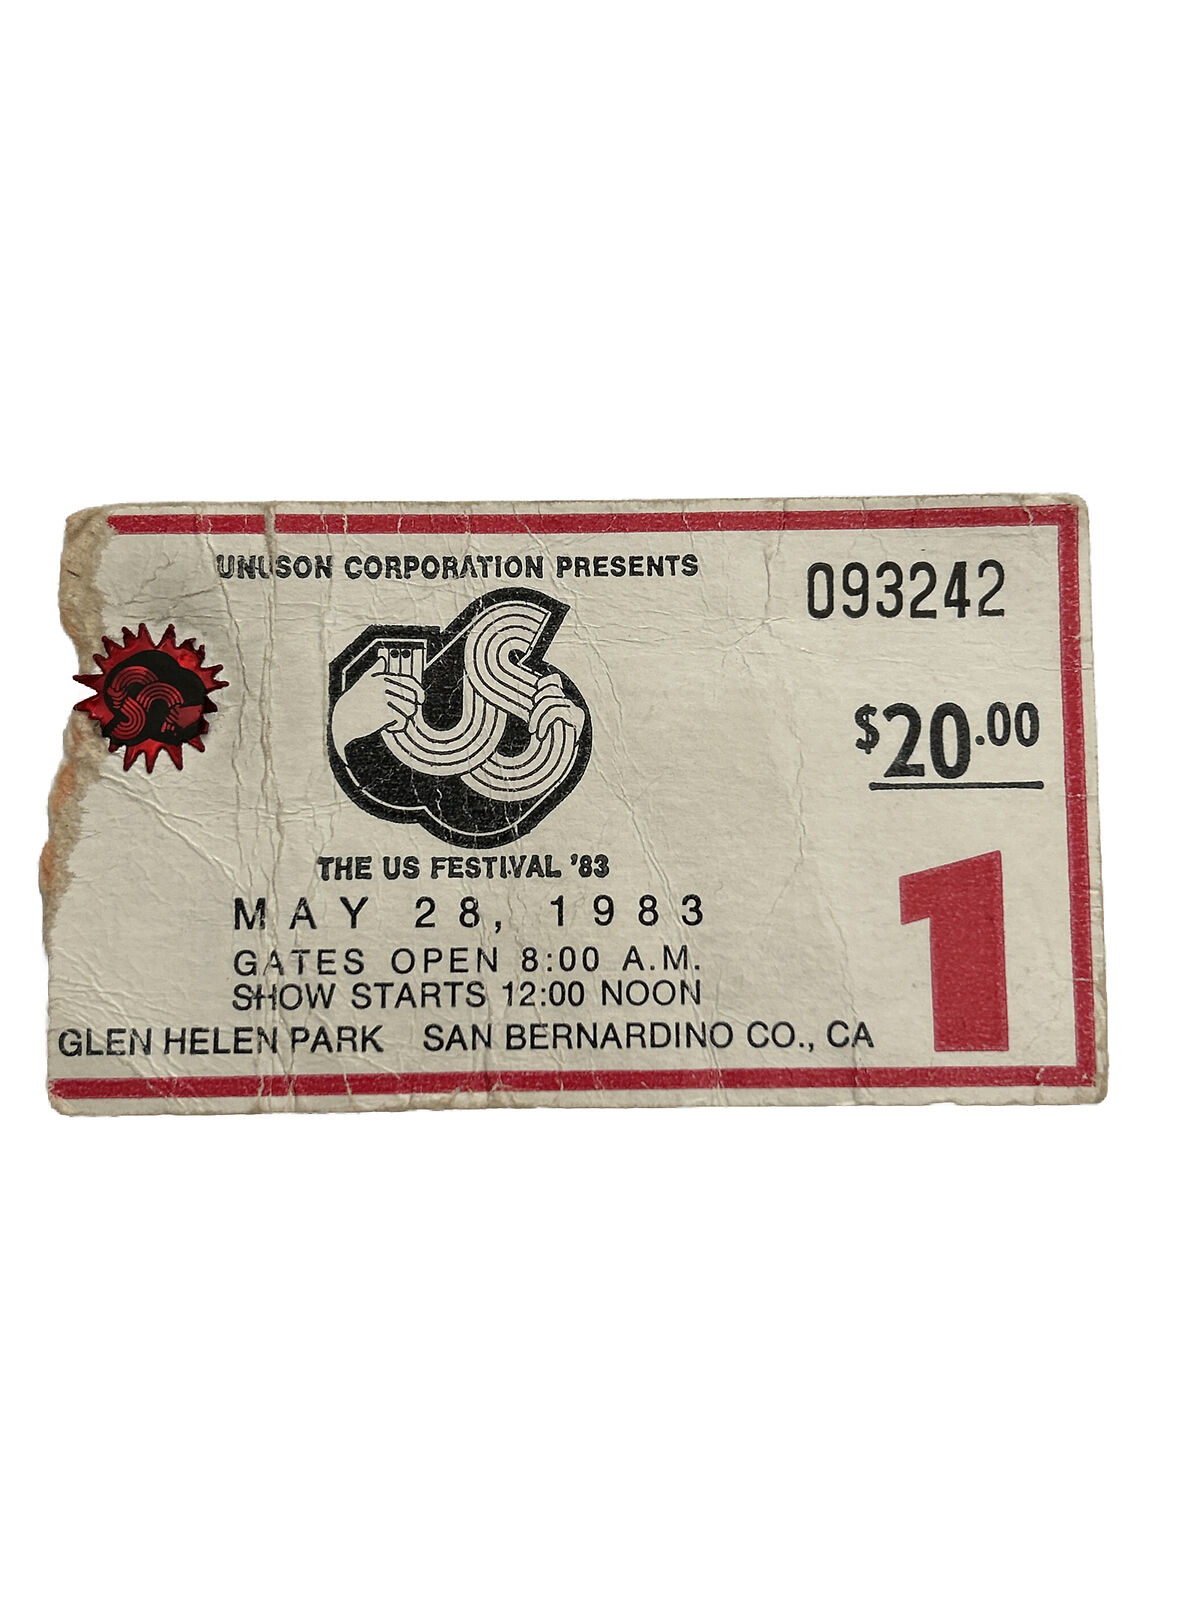 UNUSON CORPORATION PRESENTS
093242
US
$20.00
THE US FESTIVAL '83
MAY 28, 1983
GATES OPEN 8:00 A.M.
SHOW STARTS 12:00 NOON
GLEN HELEN PARK SAN BERNARDINO CO., CA
1